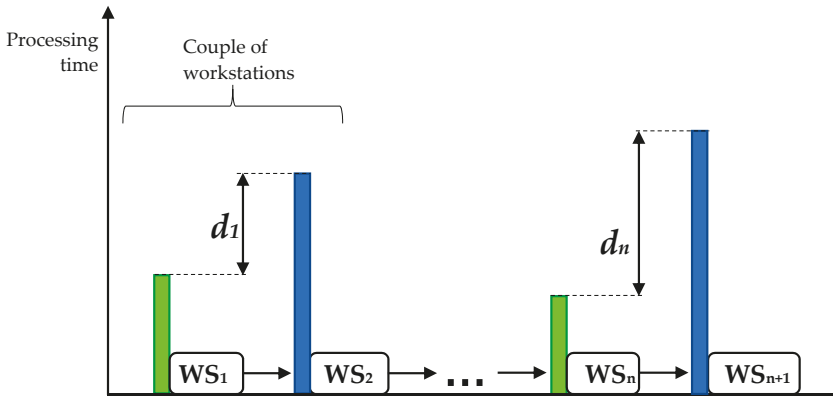 Processing
time
Couple of
workstations
d1
dn
WS1
WS2
...
WSn
WSn+1